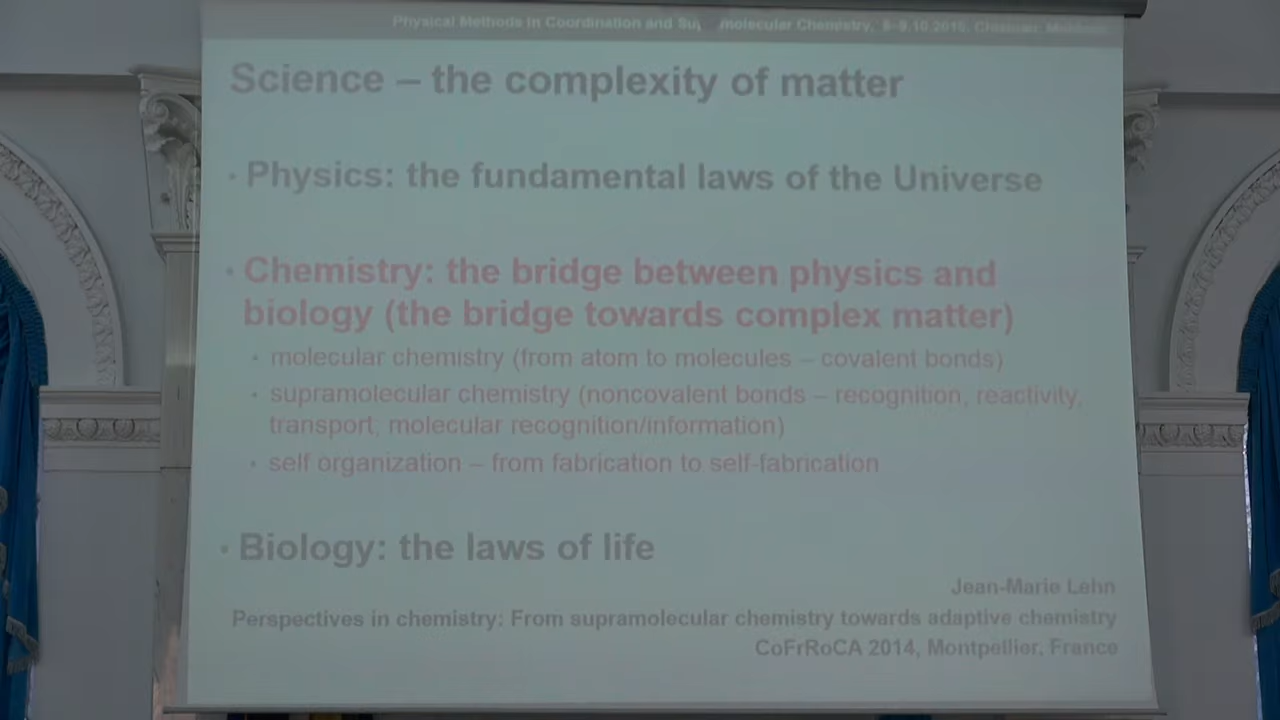 Physical Methods in Coordination and Supramolecular Chemistry, 8-9.10.2015, Chisinau, Moldova
Science – the complexity of matter
• Physics: the fundamental laws of the Universe
• Chemistry: the bridge between physics and
biology (the bridge towards complex matter)
• molecular chemistry (from atom to molecules – covalent bonds)
• supramolecular chemistry (noncovalent bonds – recognition, reactivity,
transport, molecular recognition/information)
• self organization – from fabrication to self-fabrication
• Biology: the laws of life
Jean-Marie Lehn
Perspectives in chemistry: From supramolecular chemistry towards adaptive chemistry
CoFrRoCA 2014, Montpellier, France